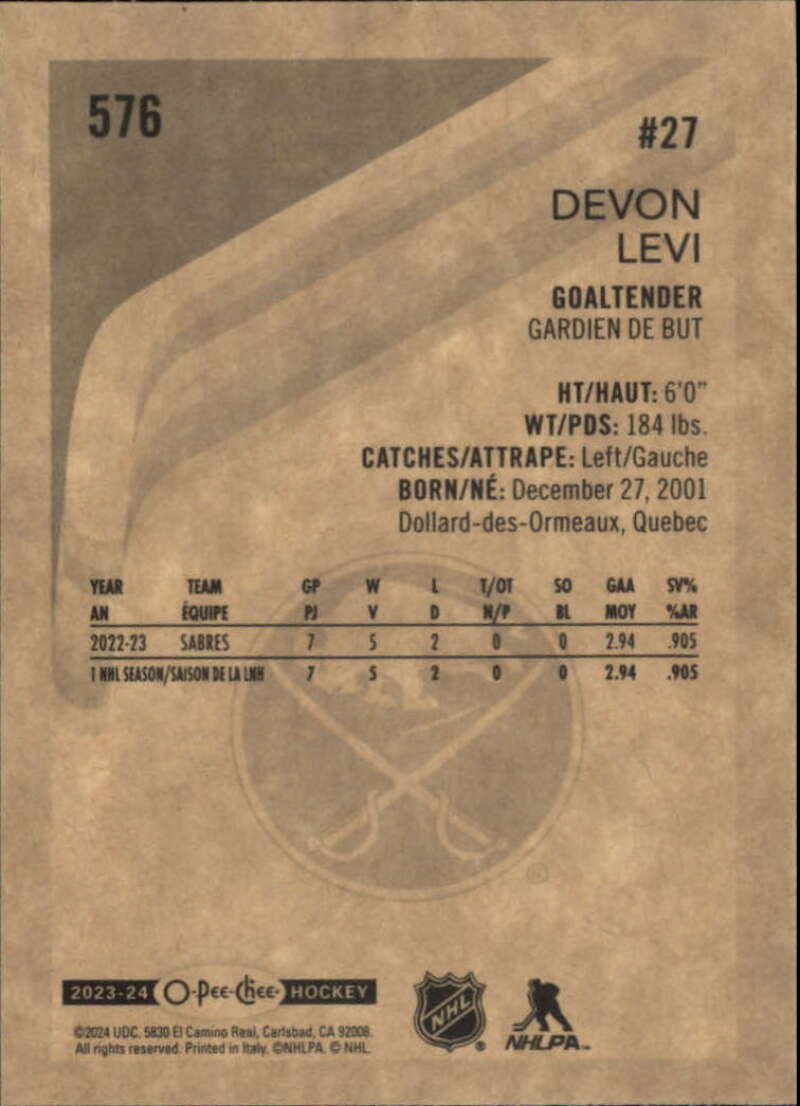 576
#27
DEVON
LEVI
GOALTENDER
GARDIEN DE BUT
HT/HAUT: 6'0"
WT/PDS: 184 lbs.
CATCHES/ATTRAPE: Left/Gauche
BORN/NÉ: December 27, 2001
Dollard-des-Ormeaux, Quebec
YEAR TEAM GP W L T/OT SO GAA SV%
AN ÉQUIPE PJ V D N/P BL MOY %AR
2022-23 SABRES 7 5 2 0 0 2.94 .905
1 NHL SEASON/SAISON DE LA LNH 7 5 2 0 0 2.94 .905
2023-24 O-Pee-Chee HOCKEY
©2024 UDC. 5830 El Camino Real, Carlsbad, CA 92008.
All rights reserved. Printed in Italy. ©NHLPA. © NHL.
NHL ®
NHLPA™
®